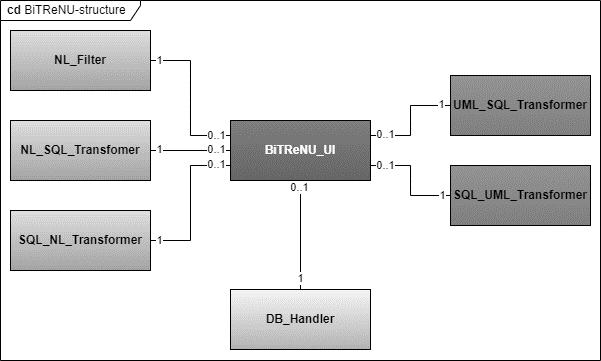 cd BiTReNU-structure
NL_Filter
1
NL_SQL_Transfomer
1
SQL_NL_Transformer
1
0..1
0..1
0..1
BiTReNU_UI
0..1
0..1
0..1
1
UML_SQL_Transformer
1
SQL_UML_Transformer
1
DB_Handler